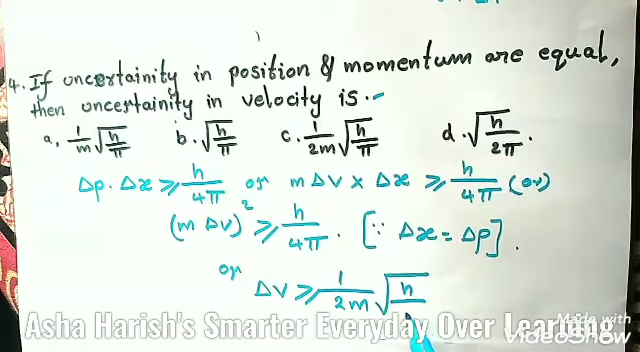 4. If uncertainity in position & momentum are equal,
then uncertainity in velocity is.-
a, 1/m √h/π b. √h/π c. 1/2m √h/π d. √h/2π.
Δp. Δx ⩾ h/4π or mΔV × Δx ⩾ h/4π (or)
(m ΔV)² ⩾ h/4π. [∵ Δx = Δp].
or ΔV ⩾ 1/2m √h/
Asha Harish's Smarter Everyday Over Learning
Made with
VideoShow